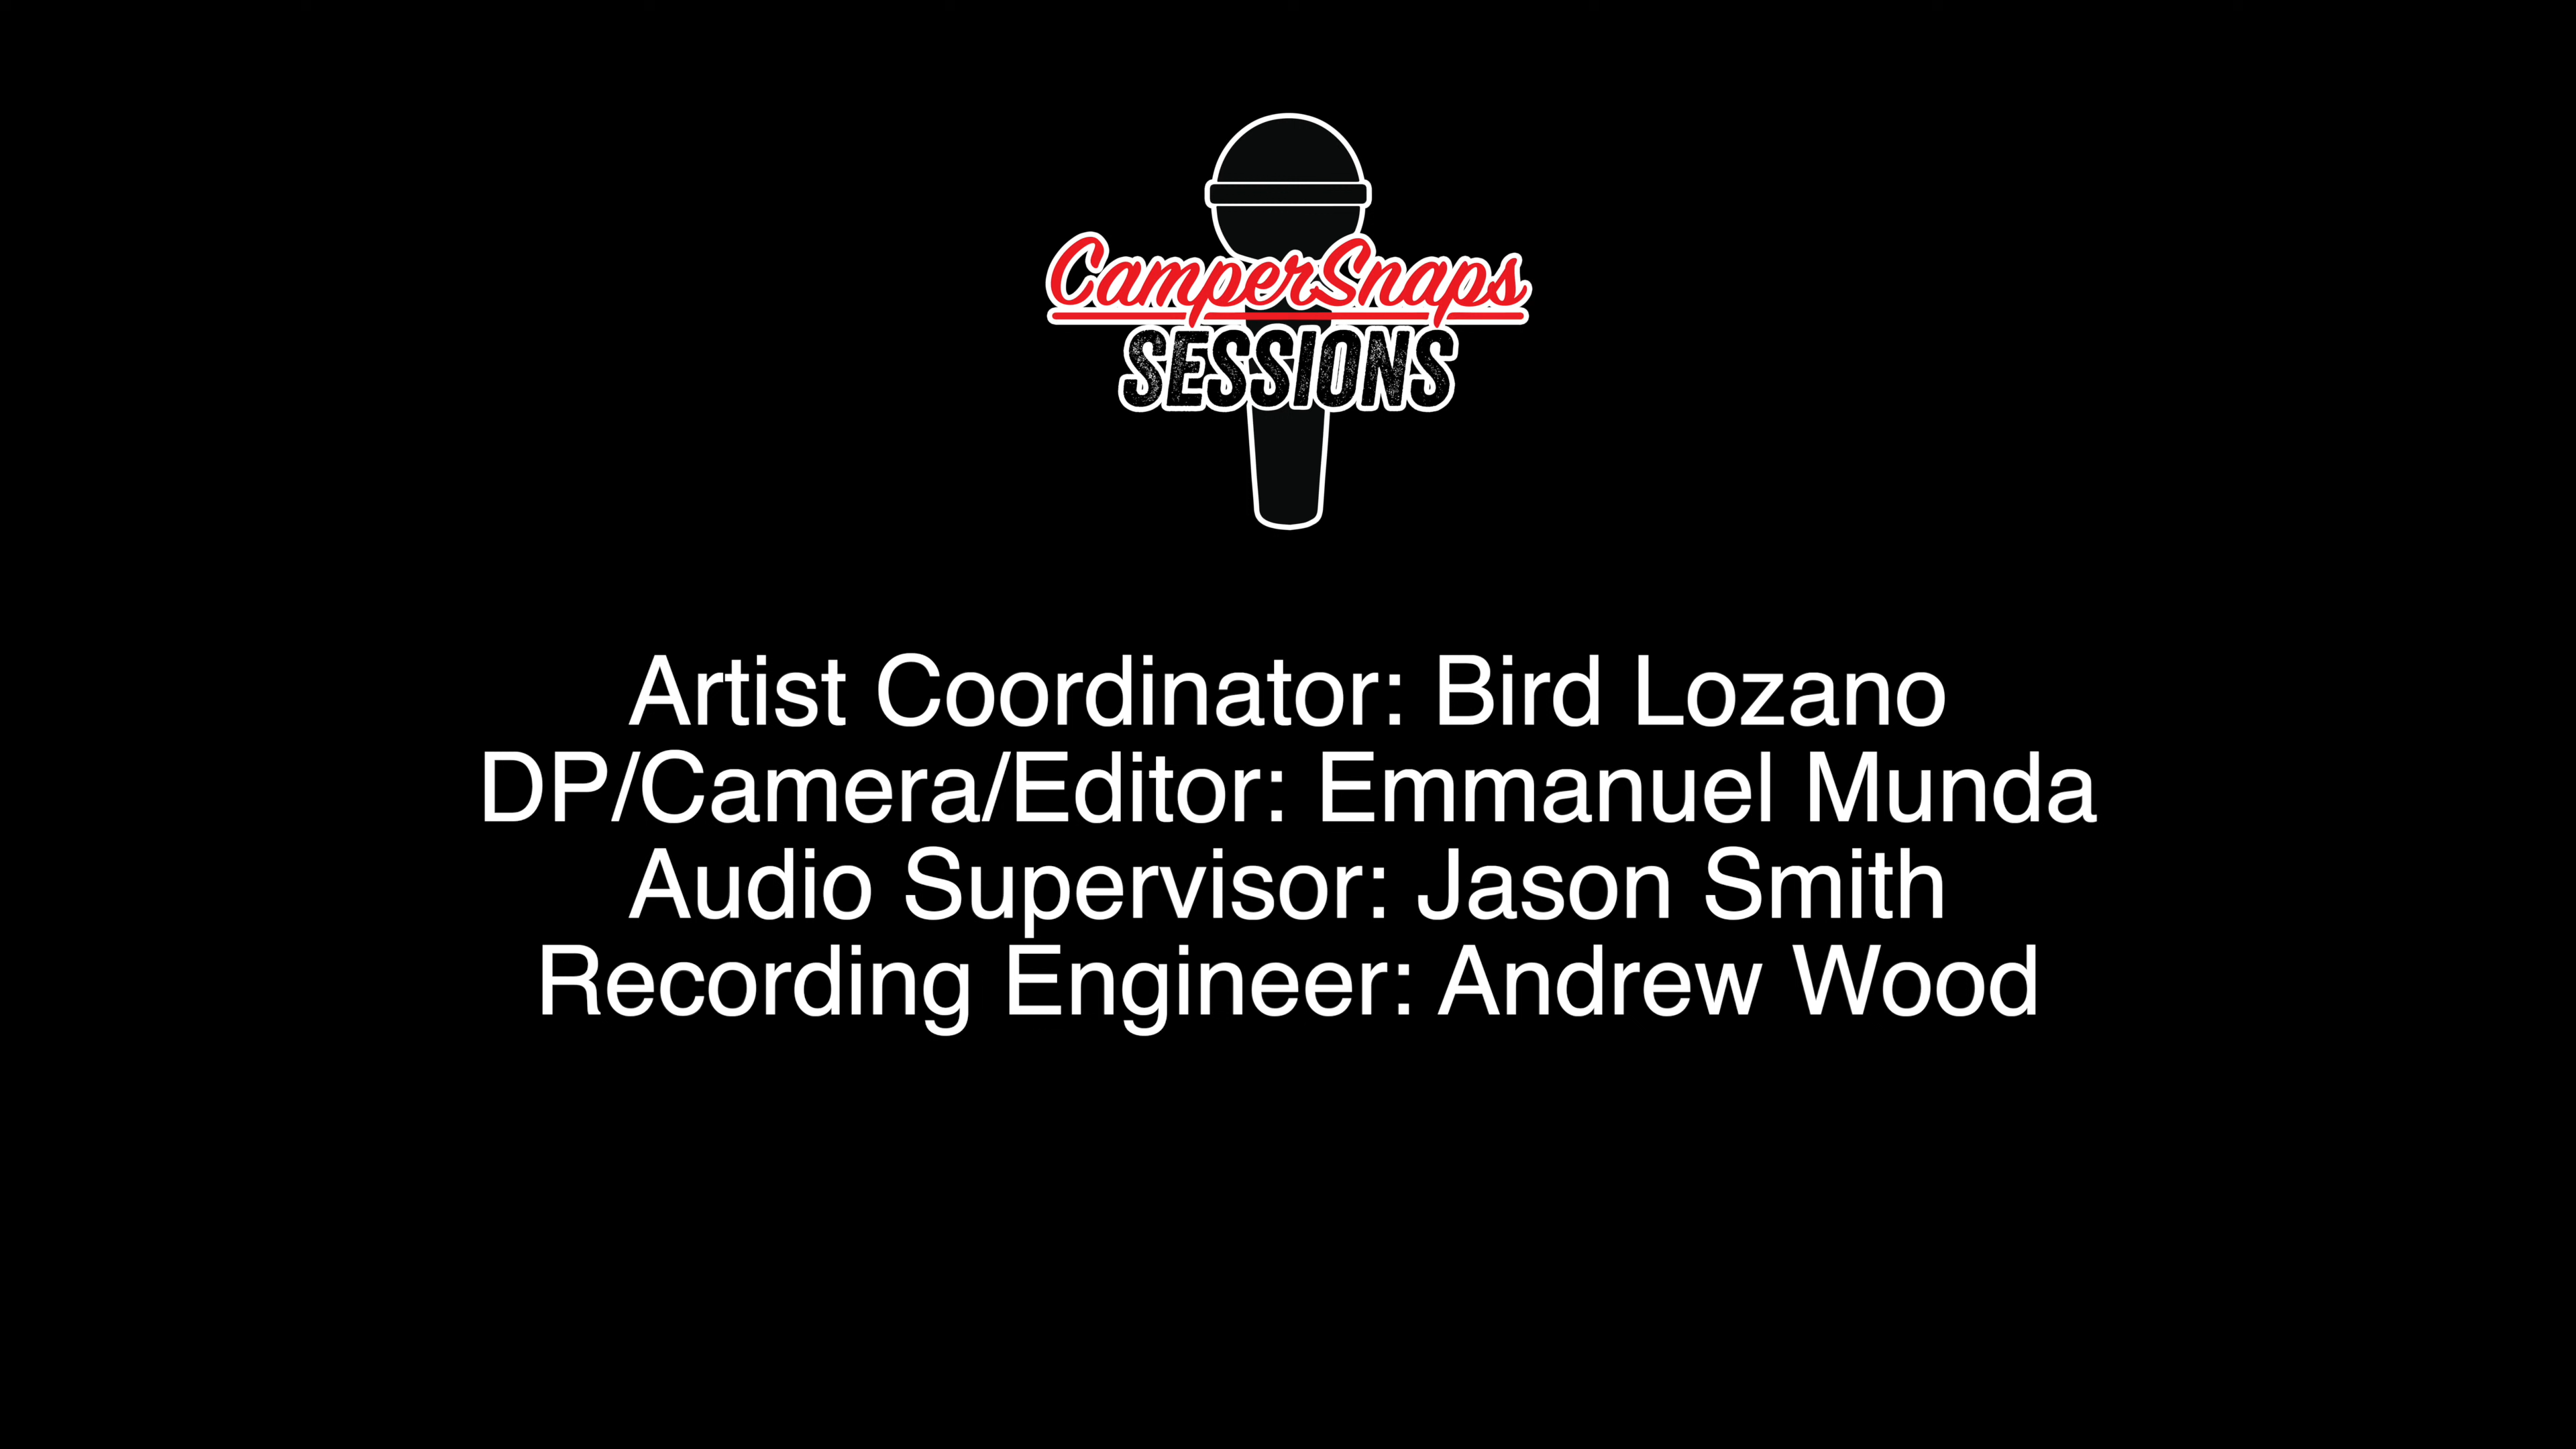 CamperSnaps
SESSIONS
Artist Coordinator: Bird Lozano
DP/Camera/Editor: Emmanuel Munda
Audio Supervisor: Jason Smith
Recording Engineer: Andrew Wood